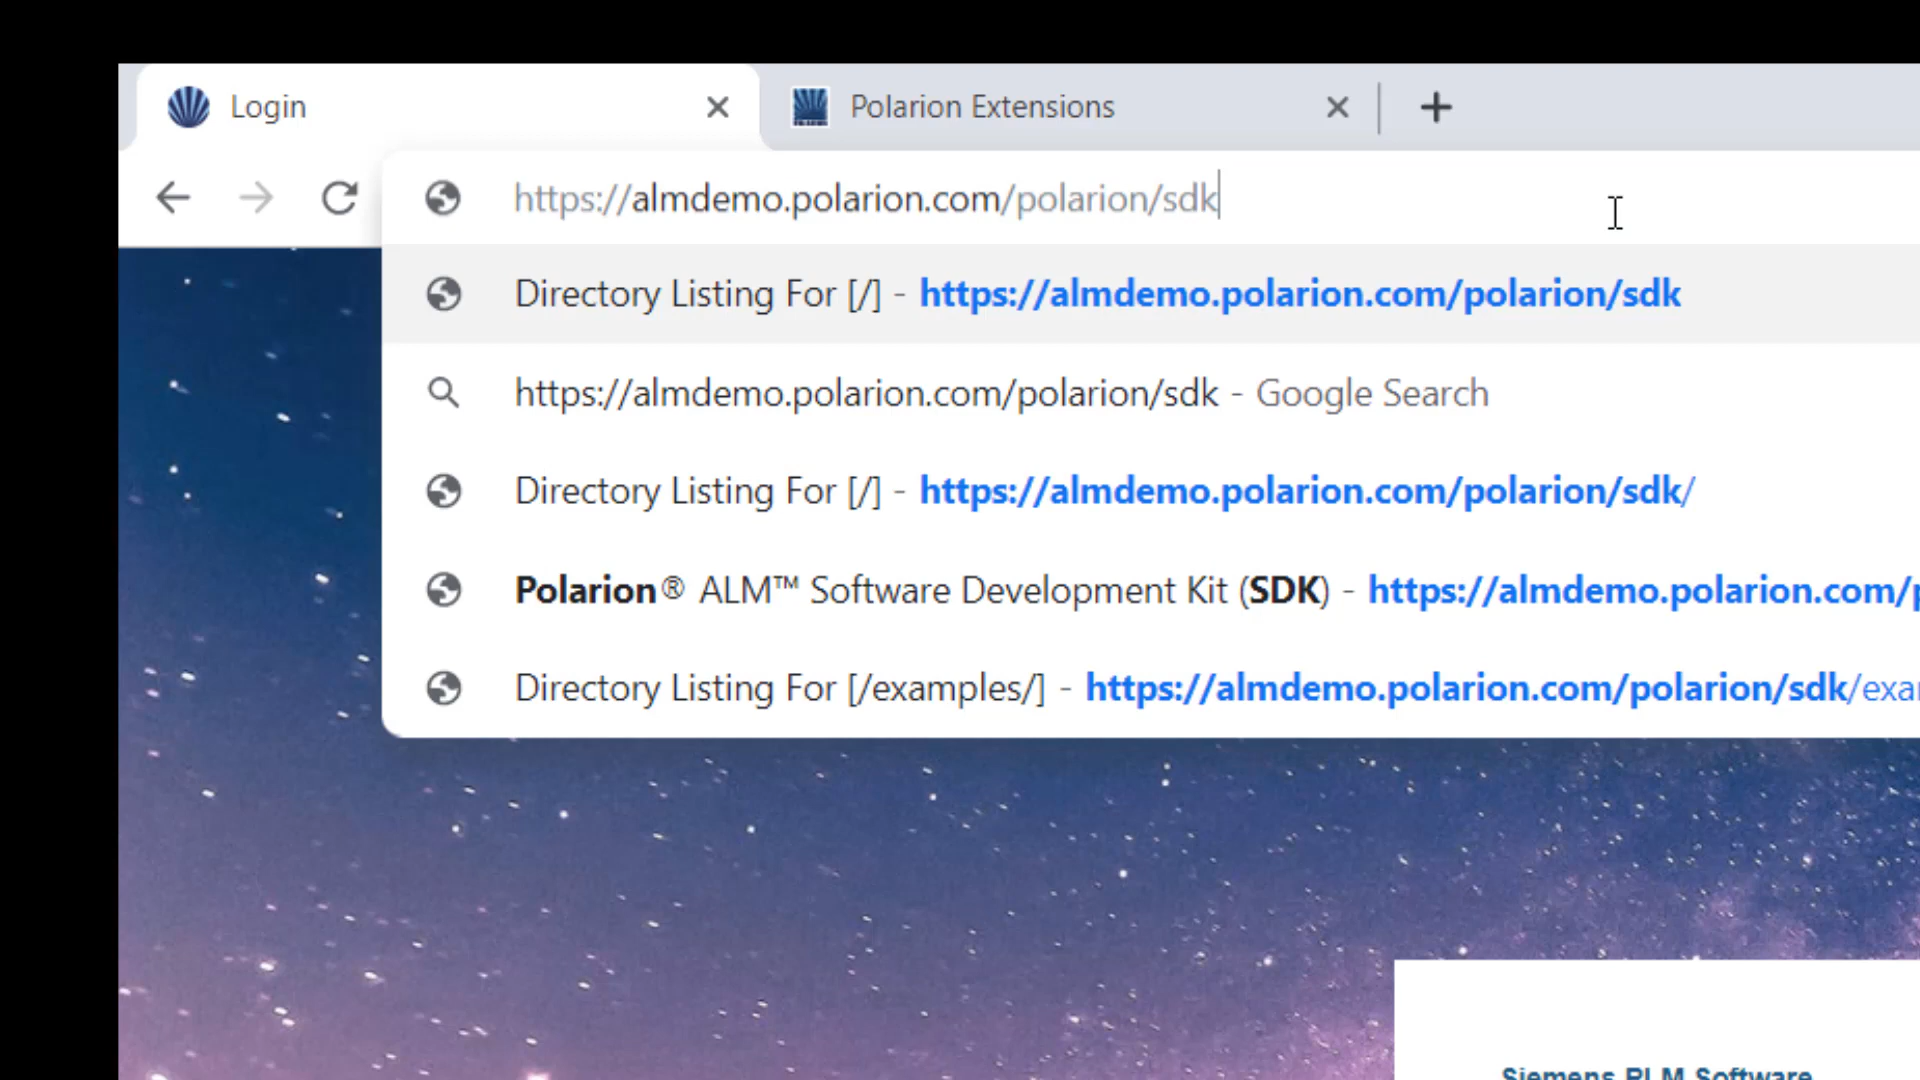 Login
Polarion Extensions
https://almdemo.polarion.com/polarion/sdk
Directory Listing For [/] - https://almdemo.polarion.com/polarion/sdk
https://almdemo.polarion.com/polarion/sdk - Google Search
Directory Listing For [/] - https://almdemo.polarion.com/polarion/sdk/
Polarion® ALM™ Software Development Kit (SDK) - https://almdemo.polarion.com/p
Directory Listing For [/examples/] - https://almdemo.polarion.com/polarion/sdk/exa
Siemens PLM Software